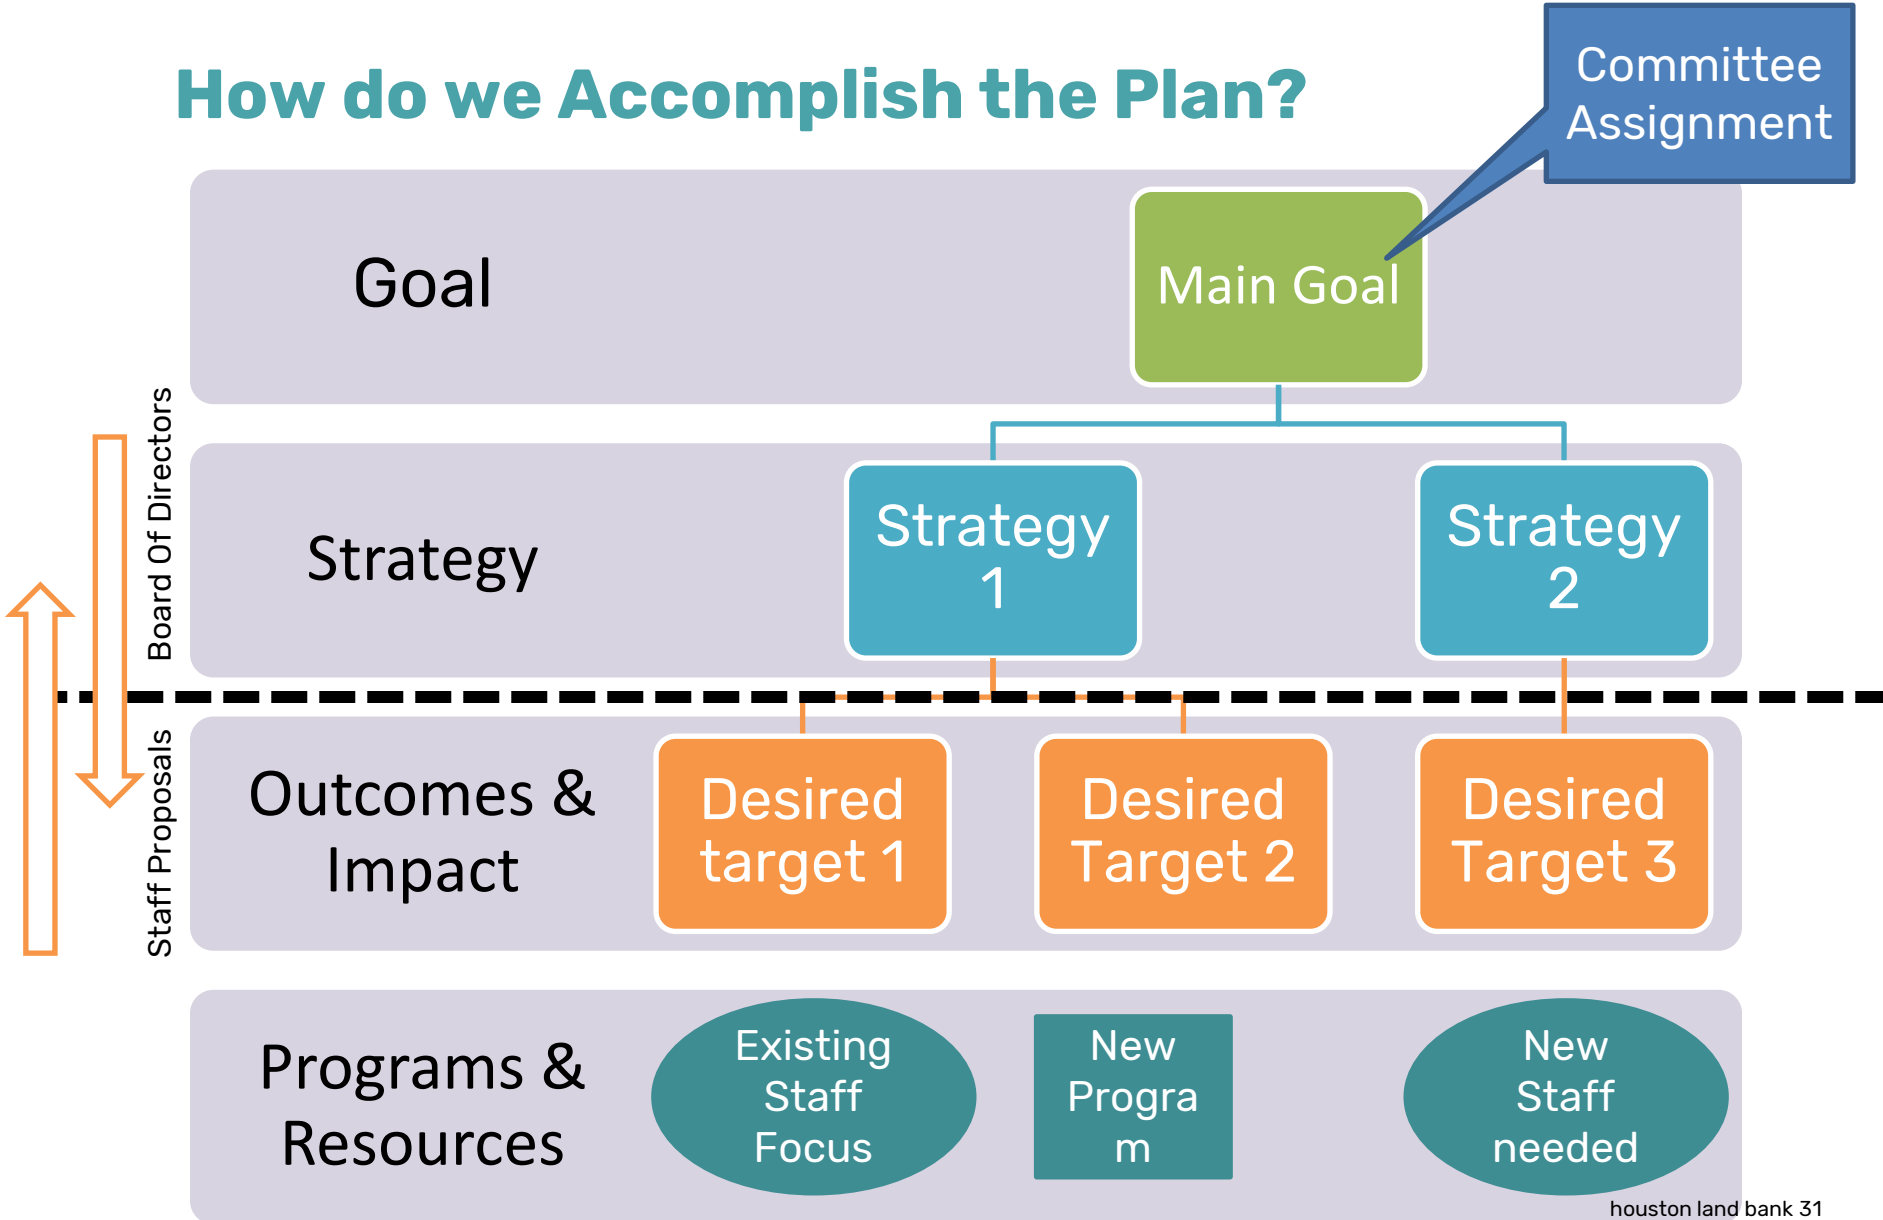 How do we Accomplish the Plan?
Committee
Assignment
Goal
Main Goal
Board Of Directors
Strategy
Strategy
1
Strategy
2
Staff Proposals
Outcomes &
Impact
Desired
target 1
Desired
Target 2
Desired
Target 3
Programs &
Resources
Existing
Staff
Focus
New
Progra
m
New
Staff
needed
houston land bank 31